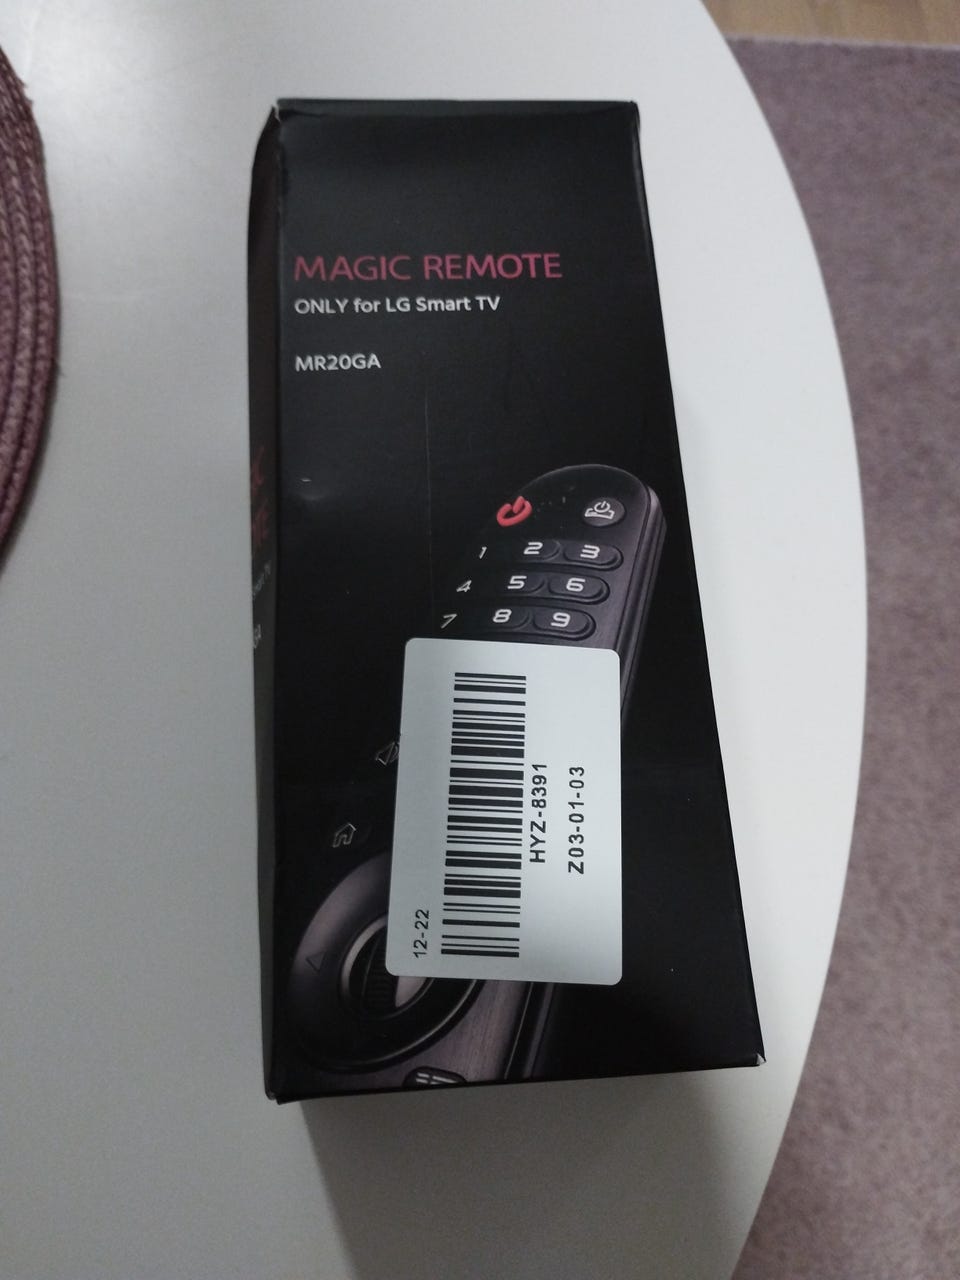 MAGIC REMOTE
ONLY for LG Smart TV
MR20GA
1 2 3
4 5 6
7 8 9
HYZ-8391
Z03-01-03
12-22